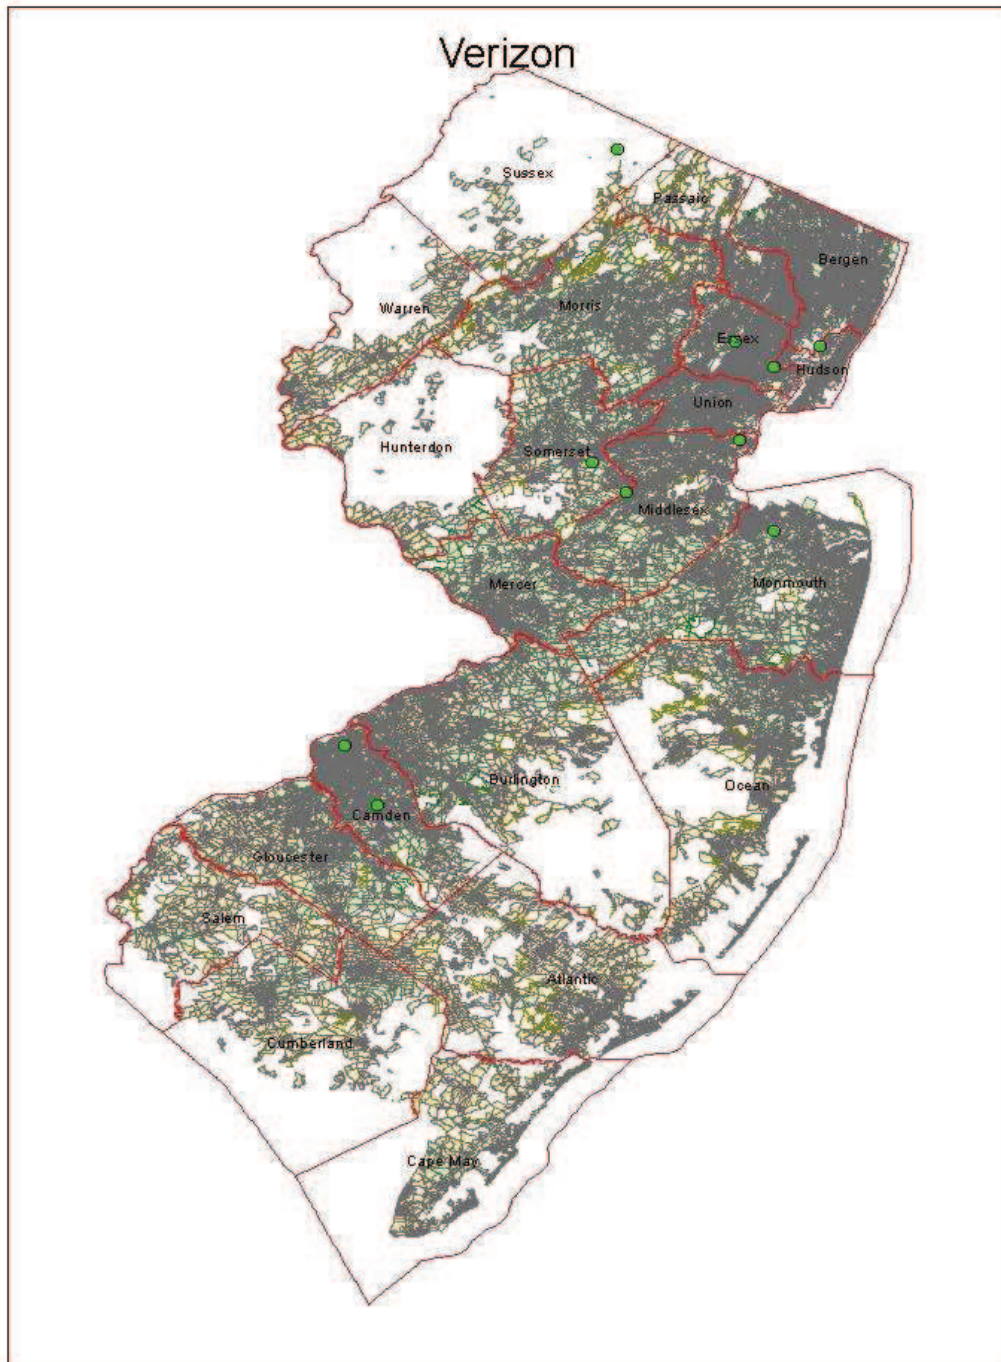 Verizon
Sussex
Passaic
Bergen
Warren
Morris
Essex
Hudson
Union
Hunterdon
Somerset
Middlesex
Mercer
Monmouth
Burlington
Ocean
Camden
Gloucester
Salem
Atlantic
Cumberland
Cape May